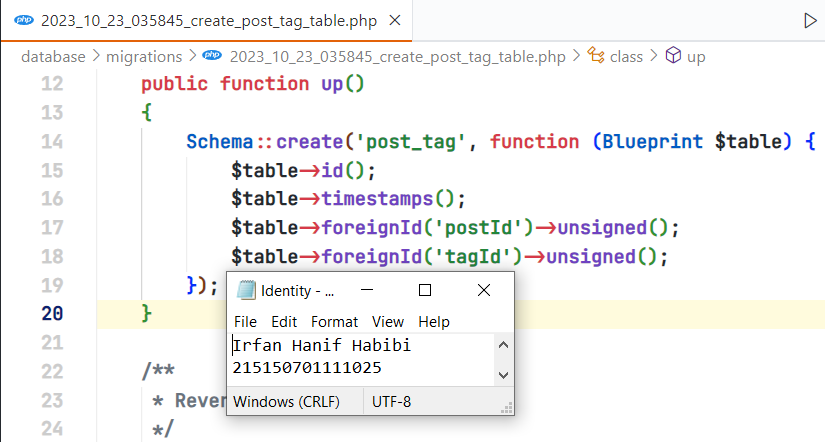 php 2023_10_23_035845_create_post_tag_table.php
database > migrations > php 2023_10_23_035845_create_post_tag_table.php > class > up
12 public function up()
13 {
14 Schema::create('post_tag', function (Blueprint $table) {
15 $table->id();
16 $table->timestamps();
17 $table->foreignId('postId')->unsigned();
18 $table->foreignId('tagId')->unsigned();
19 });
20 }
21
22 /**
23 * Rever
24 */
Identity - ...
File Edit Format View Help
Irfan Hanif Habibi
215150701111025
Windows (CRLF) UTF-8